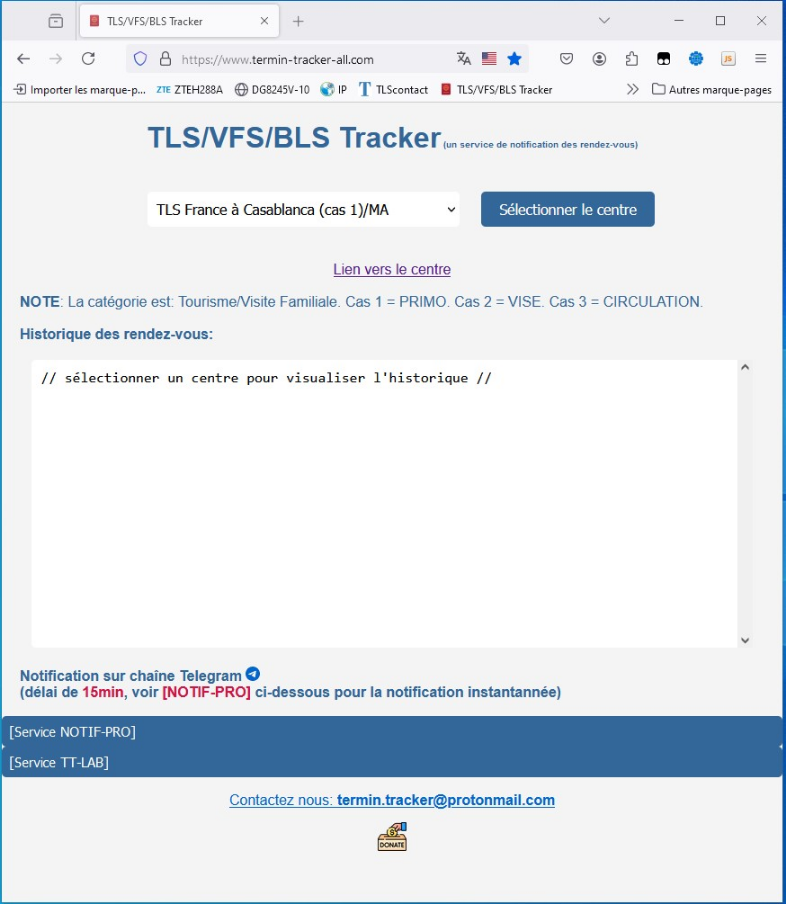 TLS/VFS/BLS Tracker
https://www.termin-tracker-all.com
Importer les marque-p... ZTE ZTEH288A DG8245V-10 IP T TLScontact TLS/VFS/BLS Tracker Autres marque-pages
TLS/VFS/BLS Tracker (un service de notification des rendez-vous)
TLS France à Casablanca (cas 1)/MA Sélectionner le centre
Lien vers le centre
NOTE: La catégorie est: Tourisme/Visite Familiale. Cas 1 = PRIMO. Cas 2 = VISE. Cas 3 = CIRCULATION.
Historique des rendez-vous:
// sélectionner un centre pour visualiser l'historique //
Notification sur chaîne Telegram
(délai de 15min, voir [NOTIF-PRO] ci-dessous pour la notification instantannée)
[Service NOTIF-PRO]
[Service TT-LAB]
Contactez nous: termin.tracker@protonmail.com
DONATE